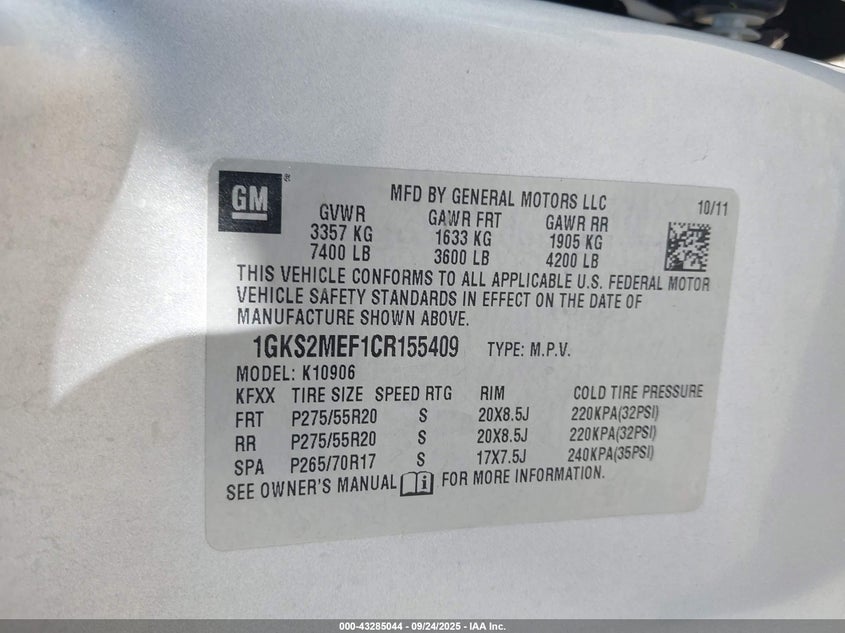 GM
MFD BY GENERAL MOTORS LLC 10/11
GVWR GAWR FRT GAWR RR
3357 KG 1633 KG 1905 KG
7400 LB 3600 LB 4200 LB
THIS VEHICLE CONFORMS TO ALL APPLICABLE U.S. FEDERAL MOTOR
VEHICLE SAFETY STANDARDS IN EFFECT ON THE DATE OF
MANUFACTURE SHOWN ABOVE.
1GKS2MEF1CR155409 TYPE: M.P.V.
MODEL: K10906
KFXX TIRE SIZE SPEED RTG RIM COLD TIRE PRESSURE
FRT P275/55R20 S 20X8.5J 220KPA(32PSI)
RR P275/55R20 S 20X8.5J 220KPA(32PSI)
SPA P265/70R17 S 17X7.5J 240KPA(35PSI)
SEE OWNER'S MANUAL i FOR MORE INFORMATION.
000-43285044 - 09/24/2025 - IAA Inc.